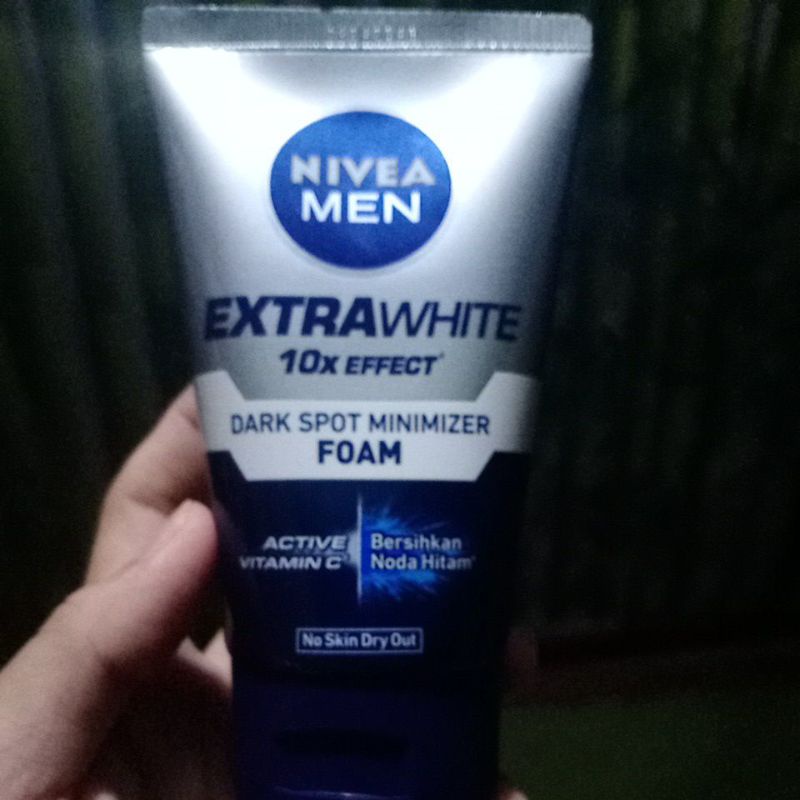 NIVEA
MEN
EXTRAWHITE
10X EFFECT*
DARK SPOT MINIMIZER
FOAM
ACTIVE
VITAMIN C*
Bersihkan
Noda Hitam*
No Skin Dry Out